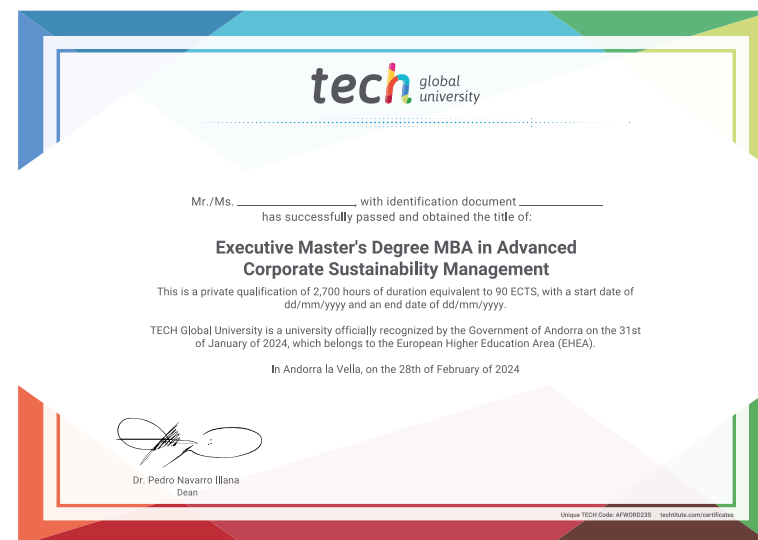 tech global university
Mr./Ms. ____________, with identification document ____________
has successfully passed and obtained the title of:
Executive Master's Degree MBA in Advanced
Corporate Sustainability Management
This is a private qualification of 2,700 hours of duration equivalent to 90 ECTS, with a start date of
dd/mm/yyyy and an end date of dd/mm/yyyy.
TECH Global University is a university officially recognized by the Government of Andorra on the 31st
of January of 2024, which belongs to the European Higher Education Area (EHEA).
In Andorra la Vella, on the 28th of February of 2024
Dr. Pedro Navarro Illana
Dean
Unique TECH Code: AFWORD23S techtitute.com/certificates